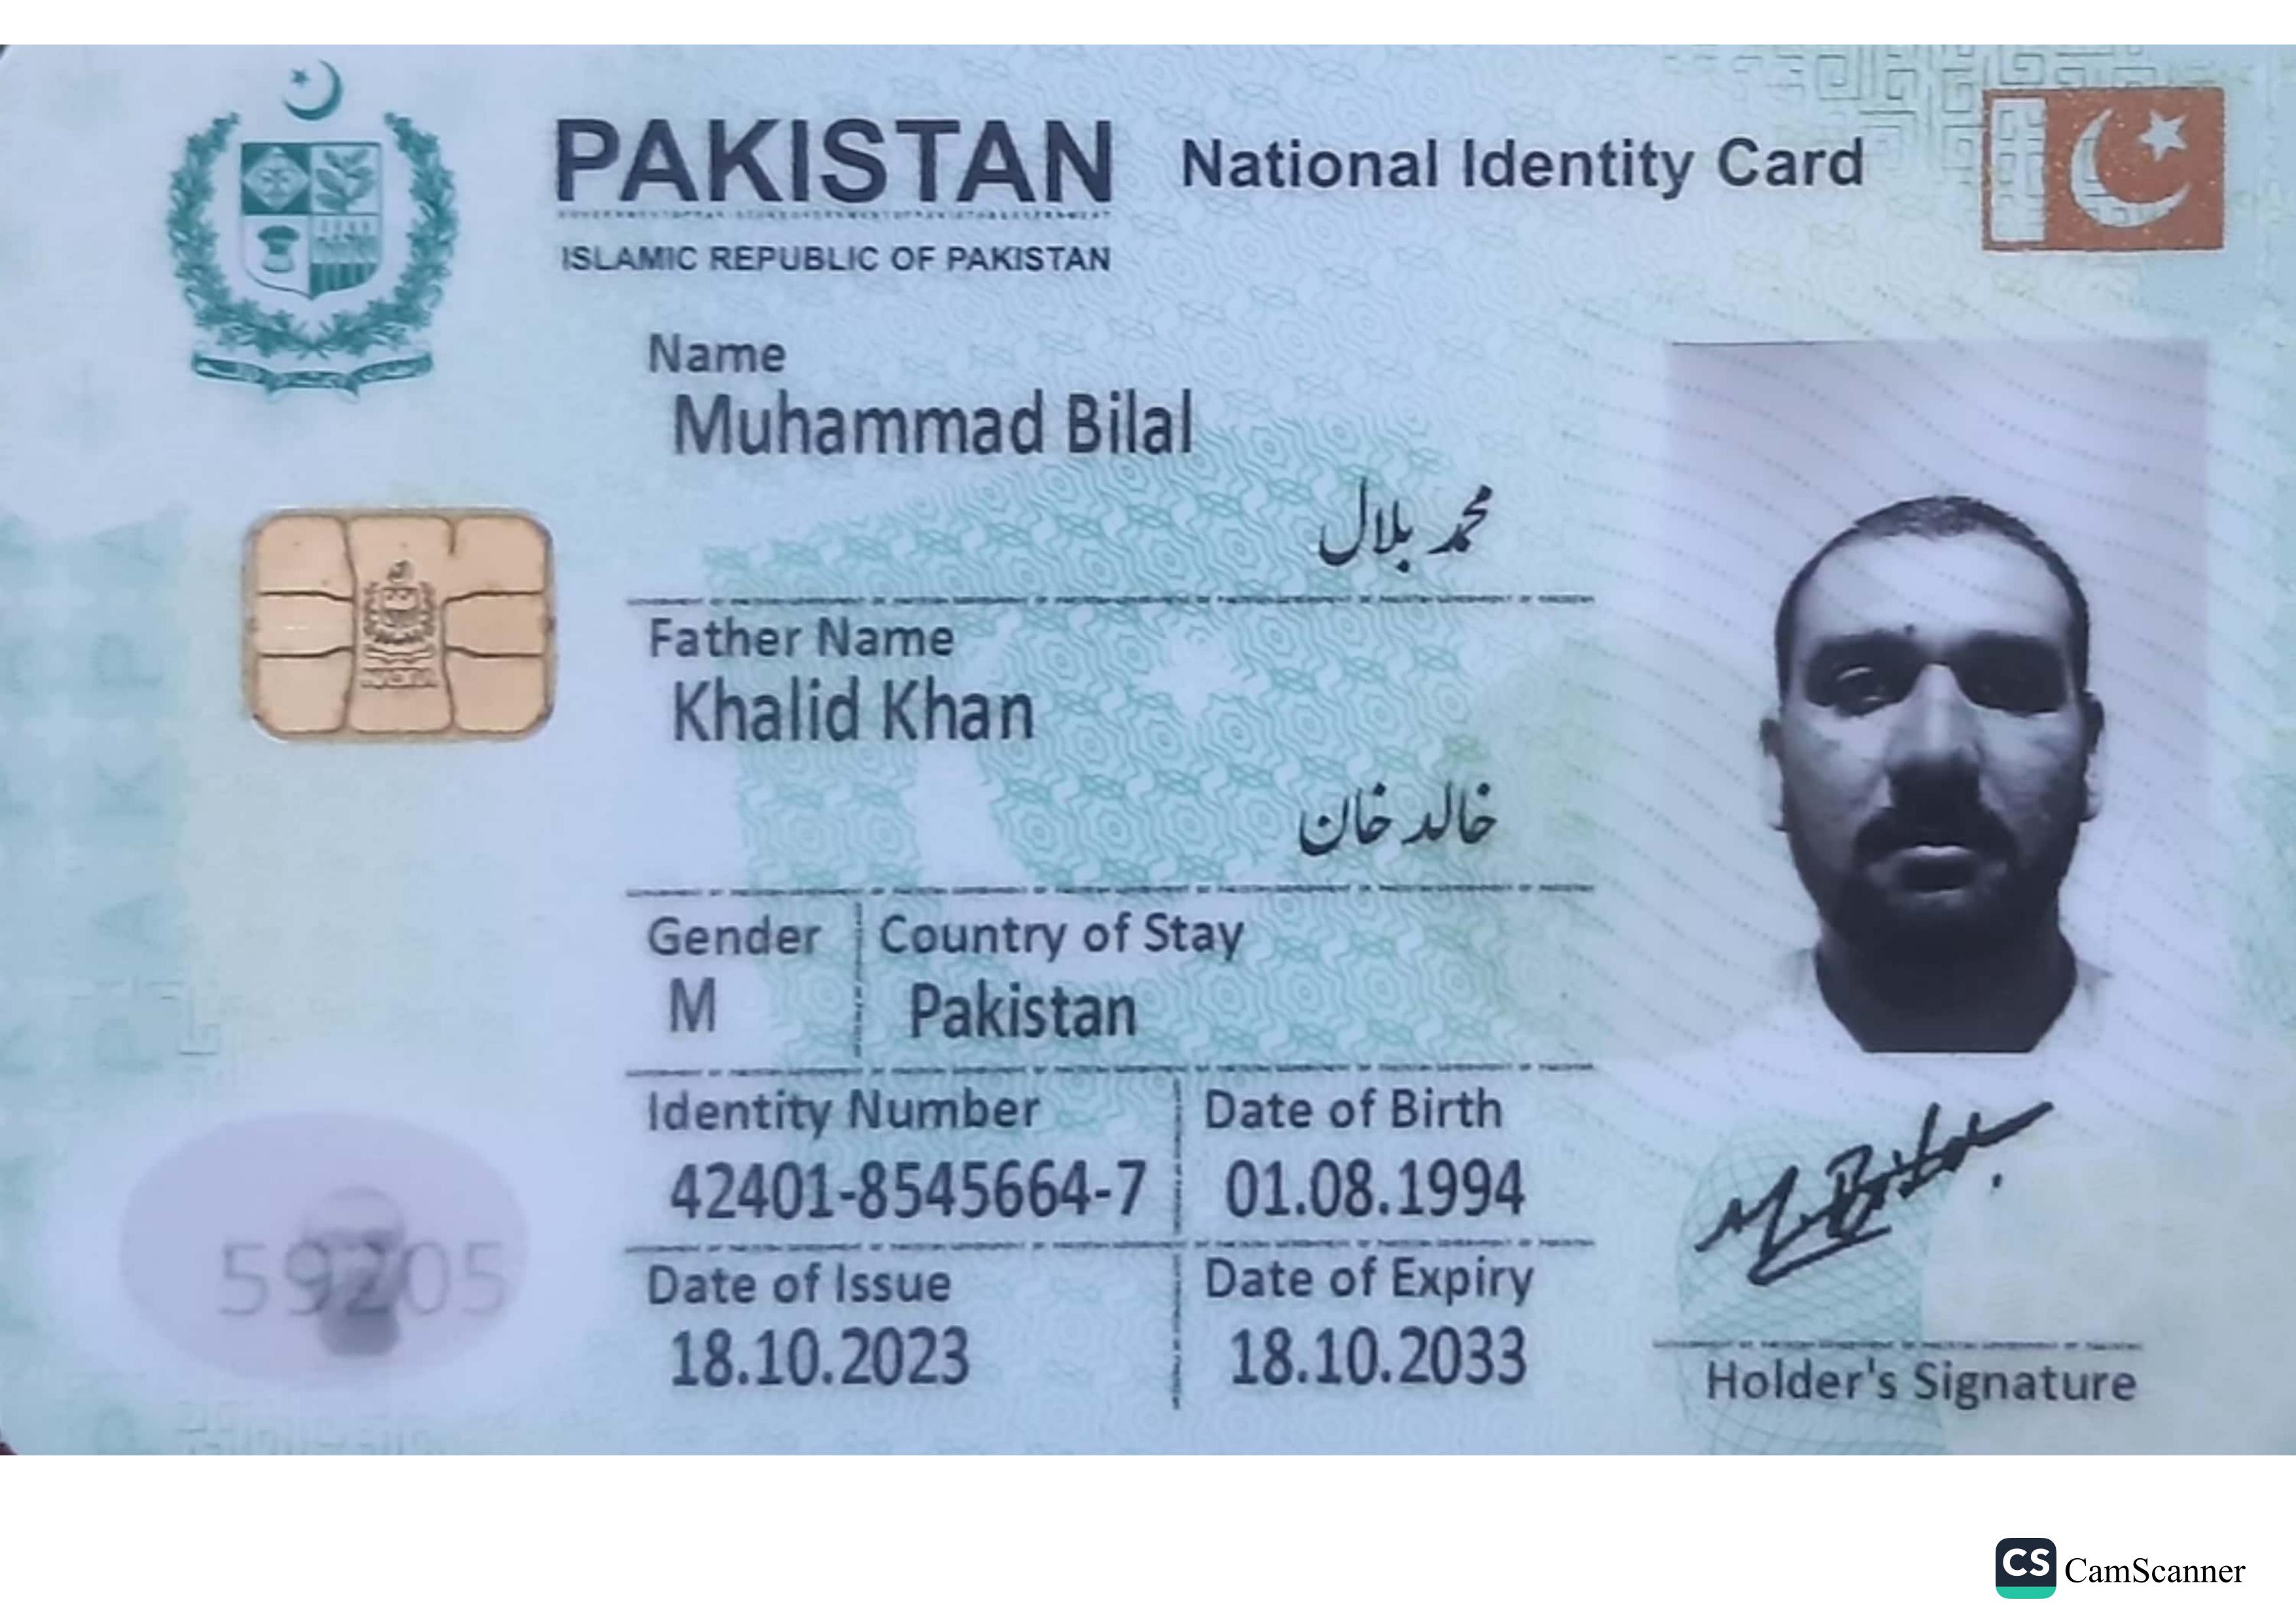 PAKISTAN National Identity Card
ISLAMIC REPUBLIC OF PAKISTAN
Name
Muhammad Bilal
محمد بلال
Father Name
Khalid Khan
خالد خان
Gender Country of Stay
M Pakistan
Identity Number Date of Birth
42401-8545664-7 01.08.1994
59205
Date of Issue Date of Expiry
18.10.2023 18.10.2033
Holder's Signature
CS CamScanner